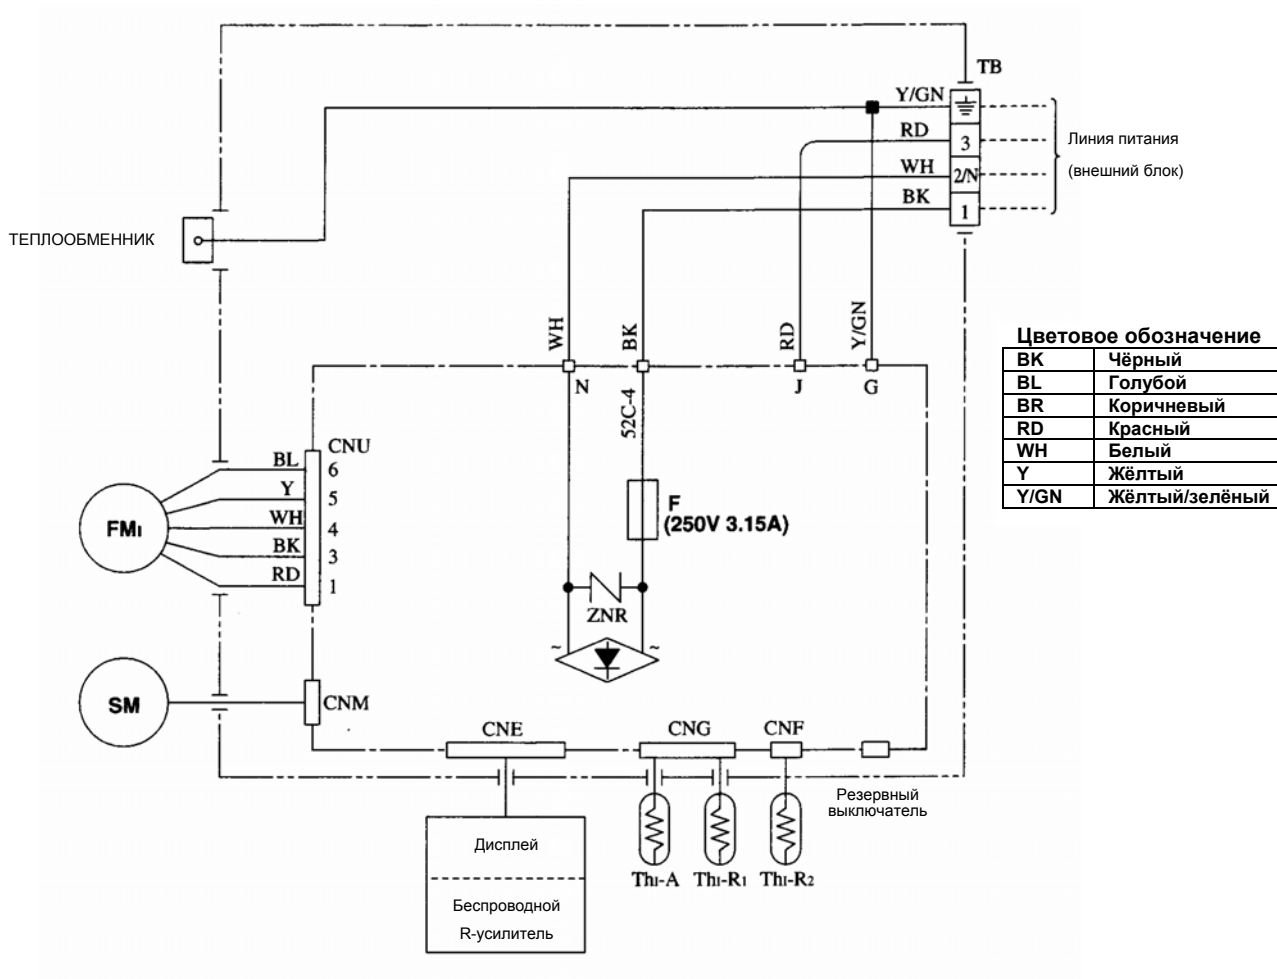 TB
Y/GN
RD
3
WH
2/N
BK
1
Линия питания
(внешний блок)
ТЕПЛООБМЕННИК
WH
BK
RD
Y/GN
N
52C-4
J
G
Цветовое обозначение
BK Чёрный
BL Голубой
BR Коричневый
RD Красный
WH Белый
Y Жёлтый
Y/GN Жёлтый/зелёный
CNU
BL 6
Y 5
WH 4
BK 3
RD 1
FMI
F
(250V 3.15A)
ZNR
~ ~
SM
CNM
CNE
CNG
CNF
Резервный
выключатель
Дисплей
Беспроводной
R-усилитель
ThI-A
ThI-R1
ThI-R2